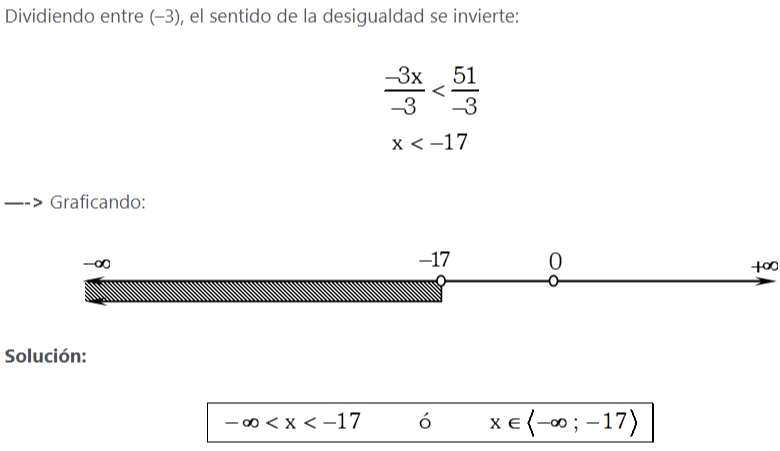 Dividiendo entre (–3), el sentido de la desigualdad se invierte:
–3x/–3 < 51/–3
x < –17
—-> Graficando:
–∞ –17 0 +∞
Solución:
– ∞ < x < –17 ó x ∈ ⟨–∞ ; – 17⟩